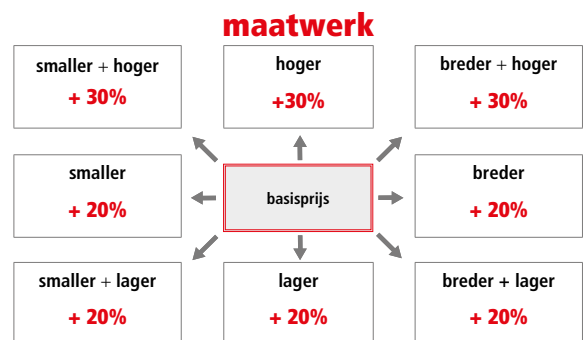 maatwerk
smaller + hoger
+ 30%
hoger
+30%
breder + hoger
+ 30%
smaller
+ 20%
basisprijs
breder
+ 20%
smaller + lager
+ 20%
lager
+ 20%
breder + lager
+ 20%